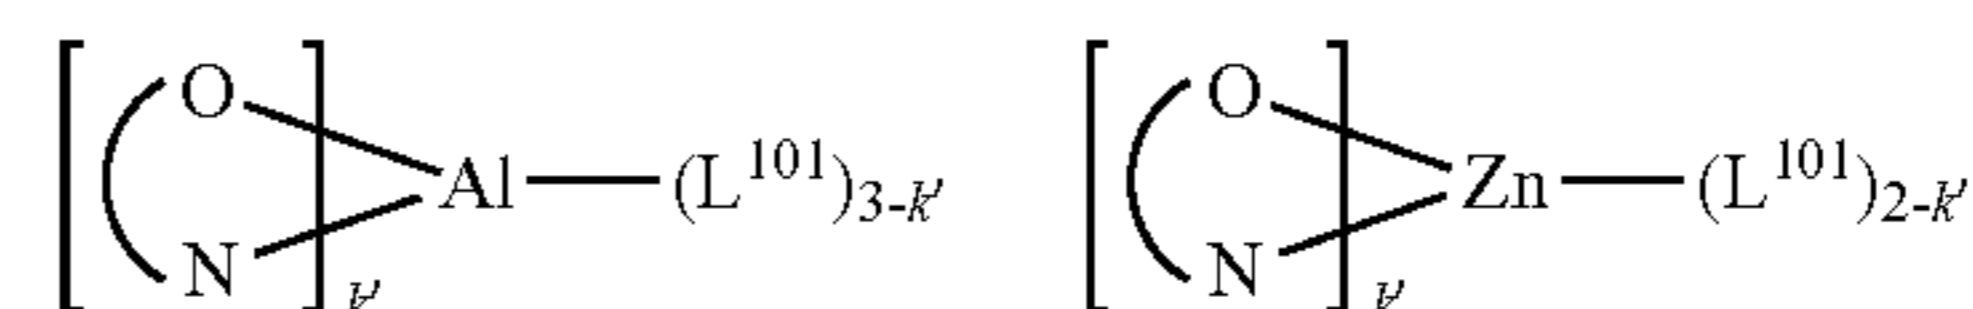 O O
Al (L101)3-k' Zn (L101)2-k'
N k' N k'